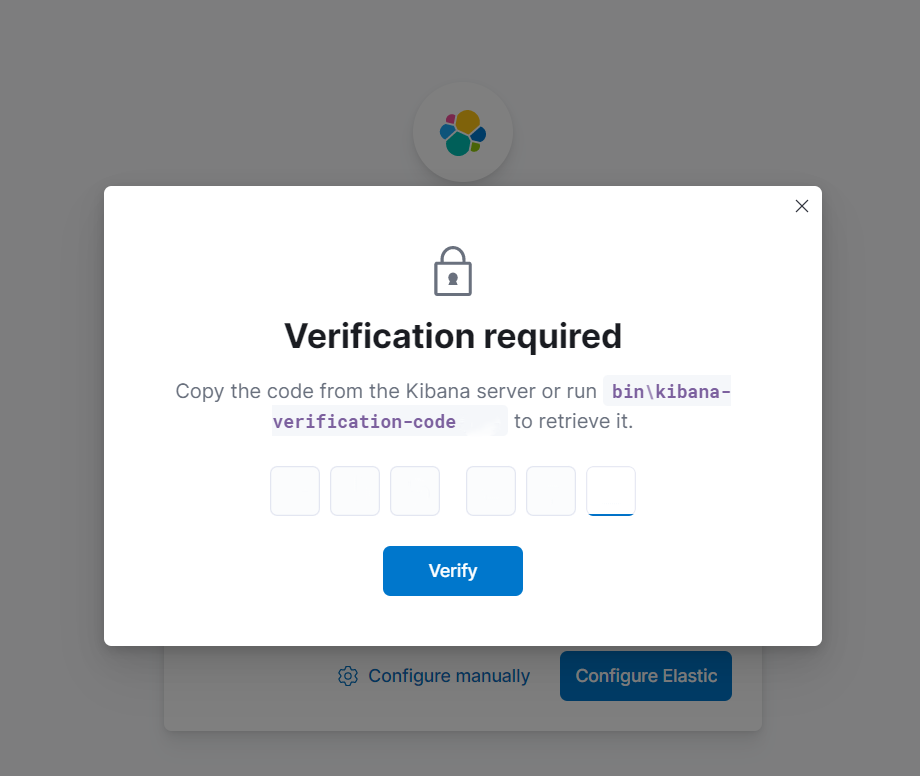 Verification required
Copy the code from the Kibana server or run bin\kibana-
verification-code to retrieve it.
Verify
Configure manually
Configure Elastic